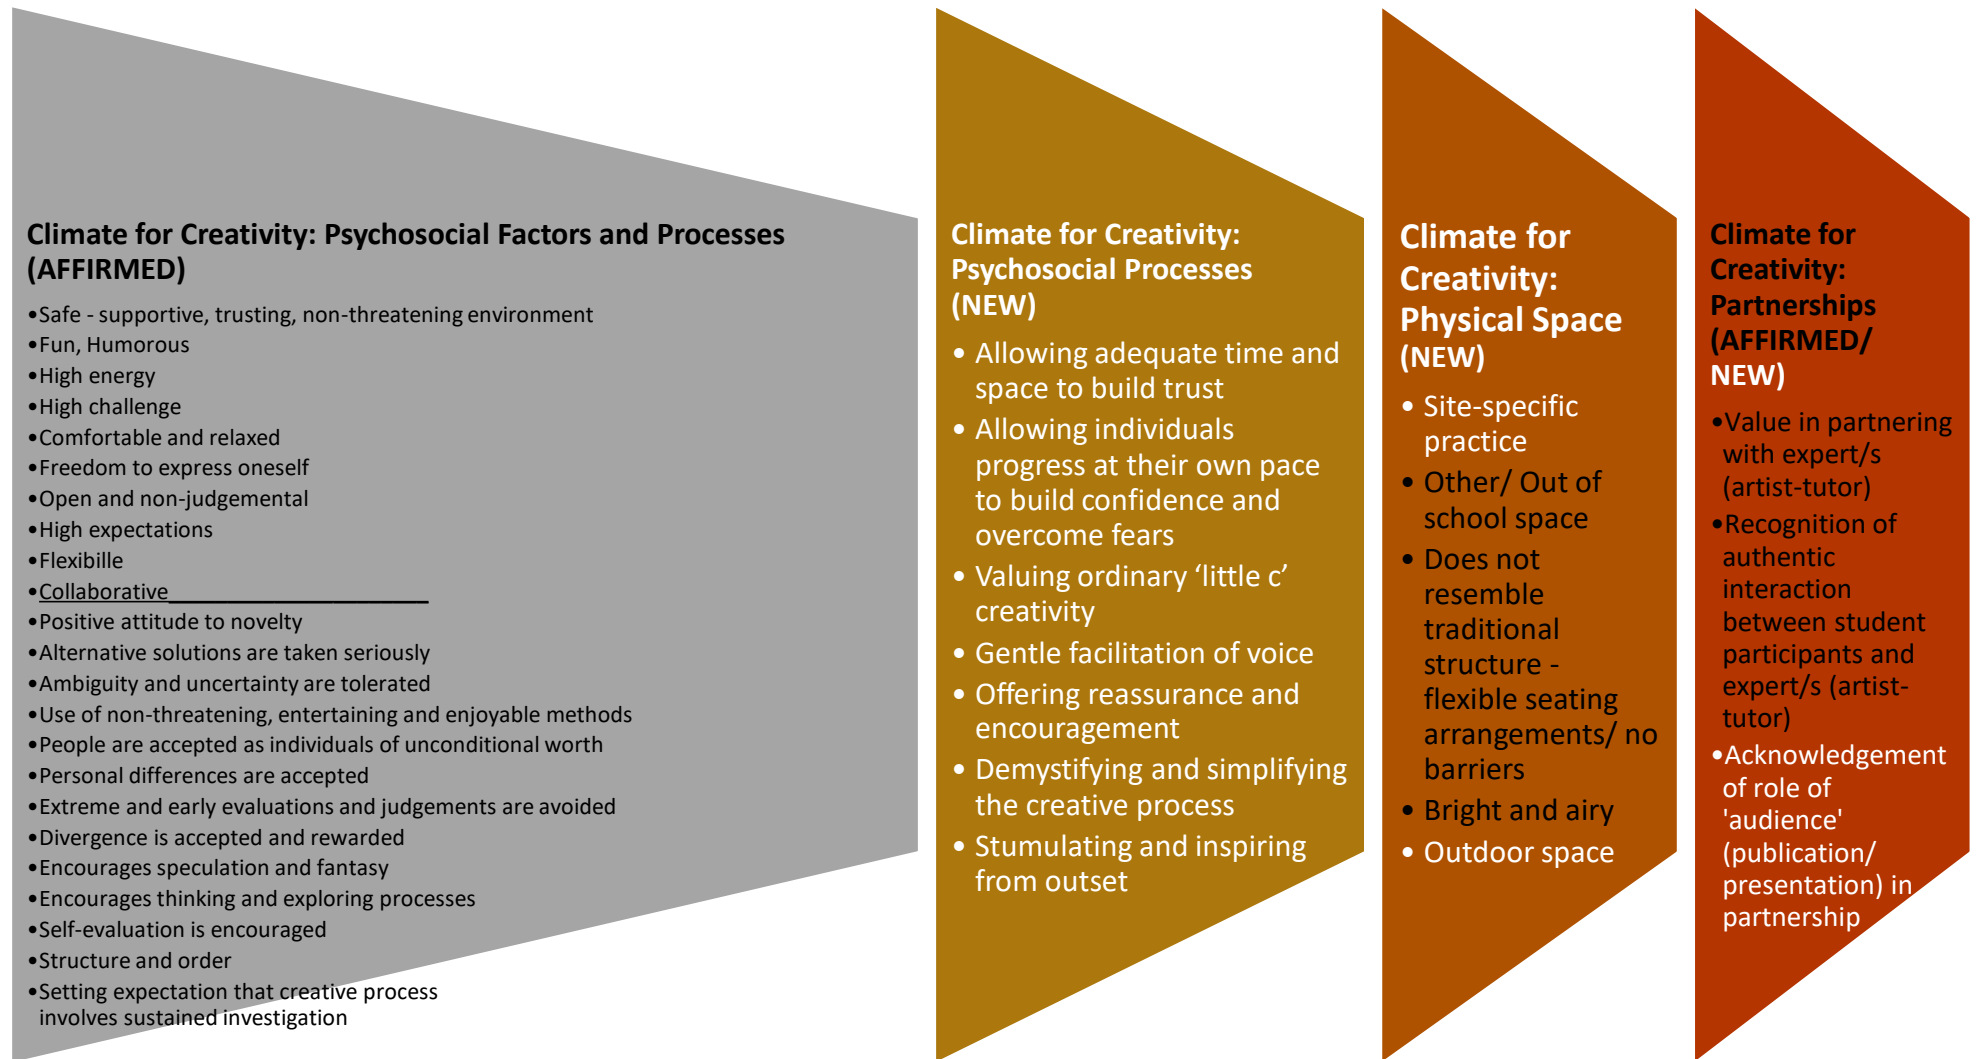 Climate for Creativity: Psychosocial Factors and Processes
(AFFIRMED)
•Safe - supportive, trusting, non-threatening environment
•Fun, Humorous
•High energy
•High challenge
•Comfortable and relaxed
•Freedom to express oneself
•Open and non-judgemental
•High expectations
•Flexibille
•Collaborative______________________
•Positive attitude to novelty
•Alternative solutions are taken seriously
•Ambiguity and uncertainty are tolerated
•Use of non-threatening, entertaining and enjoyable methods
•People are accepted as individuals of unconditional worth
•Personal differences are accepted
•Extreme and early evaluations and judgements are avoided
•Divergence is accepted and rewarded
•Encourages speculation and fantasy
•Encourages thinking and exploring processes
•Self-evaluation is encouraged
•Structure and order
•Setting expectation that creative process
involves sustained investigation
Climate for Creativity:
Psychosocial Processes
(NEW)
• Allowing adequate time and
space to build trust
• Allowing individuals
progress at their own pace
to build confidence and
overcome fears
• Valuing ordinary ‘little c’
creativity
• Gentle facilitation of voice
• Offering reassurance and
encouragement
• Demystifying and simplifying
the creative process
• Stumulating and inspiring
from outset
Climate for
Creativity:
Physical Space
(NEW)
• Site-specific
practice
• Other/ Out of
school space
• Does not
resemble
traditional
structure -
flexible seating
arrangements/ no
barriers
• Bright and airy
• Outdoor space
Climate for
Creativity:
Partnerships
(AFFIRMED/
NEW)
•Value in partnering
with expert/s
(artist-tutor)
•Recognition of
authentic
interaction
between student
participants and
expert/s (artist-
tutor)
•Acknowledgement
of role of
'audience'
(publication/
presentation) in
partnership